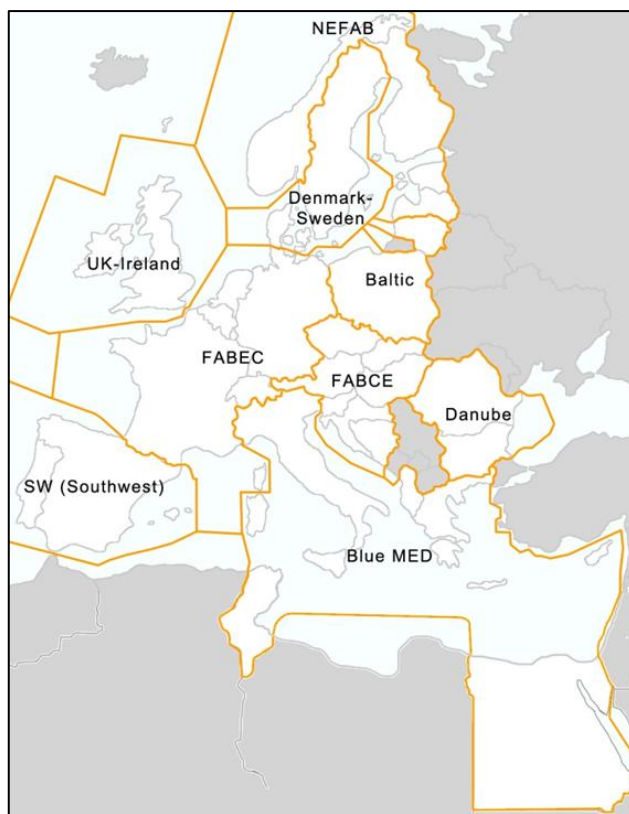 NEFAB
Denmark-
Sweden
UK-Ireland
Baltic
FABEC
FABCE
Danube
SW (Southwest)
Blue MED